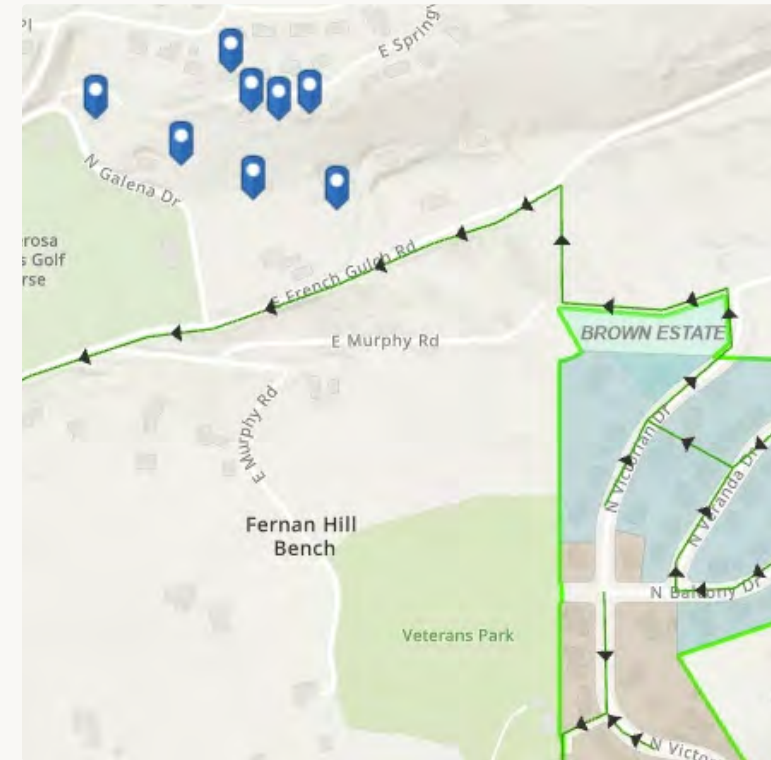 Pl
E Spring
N Galena Dr
rosa
s Golf
rse
E French Gulch Rd
E Murphy Rd
BROWN ESTATE
E Murphy Rd
N Victorian Dr
N Veranda Dr
Fernan Hill
Bench
N Balcony Dr
Veterans Park
N Victo